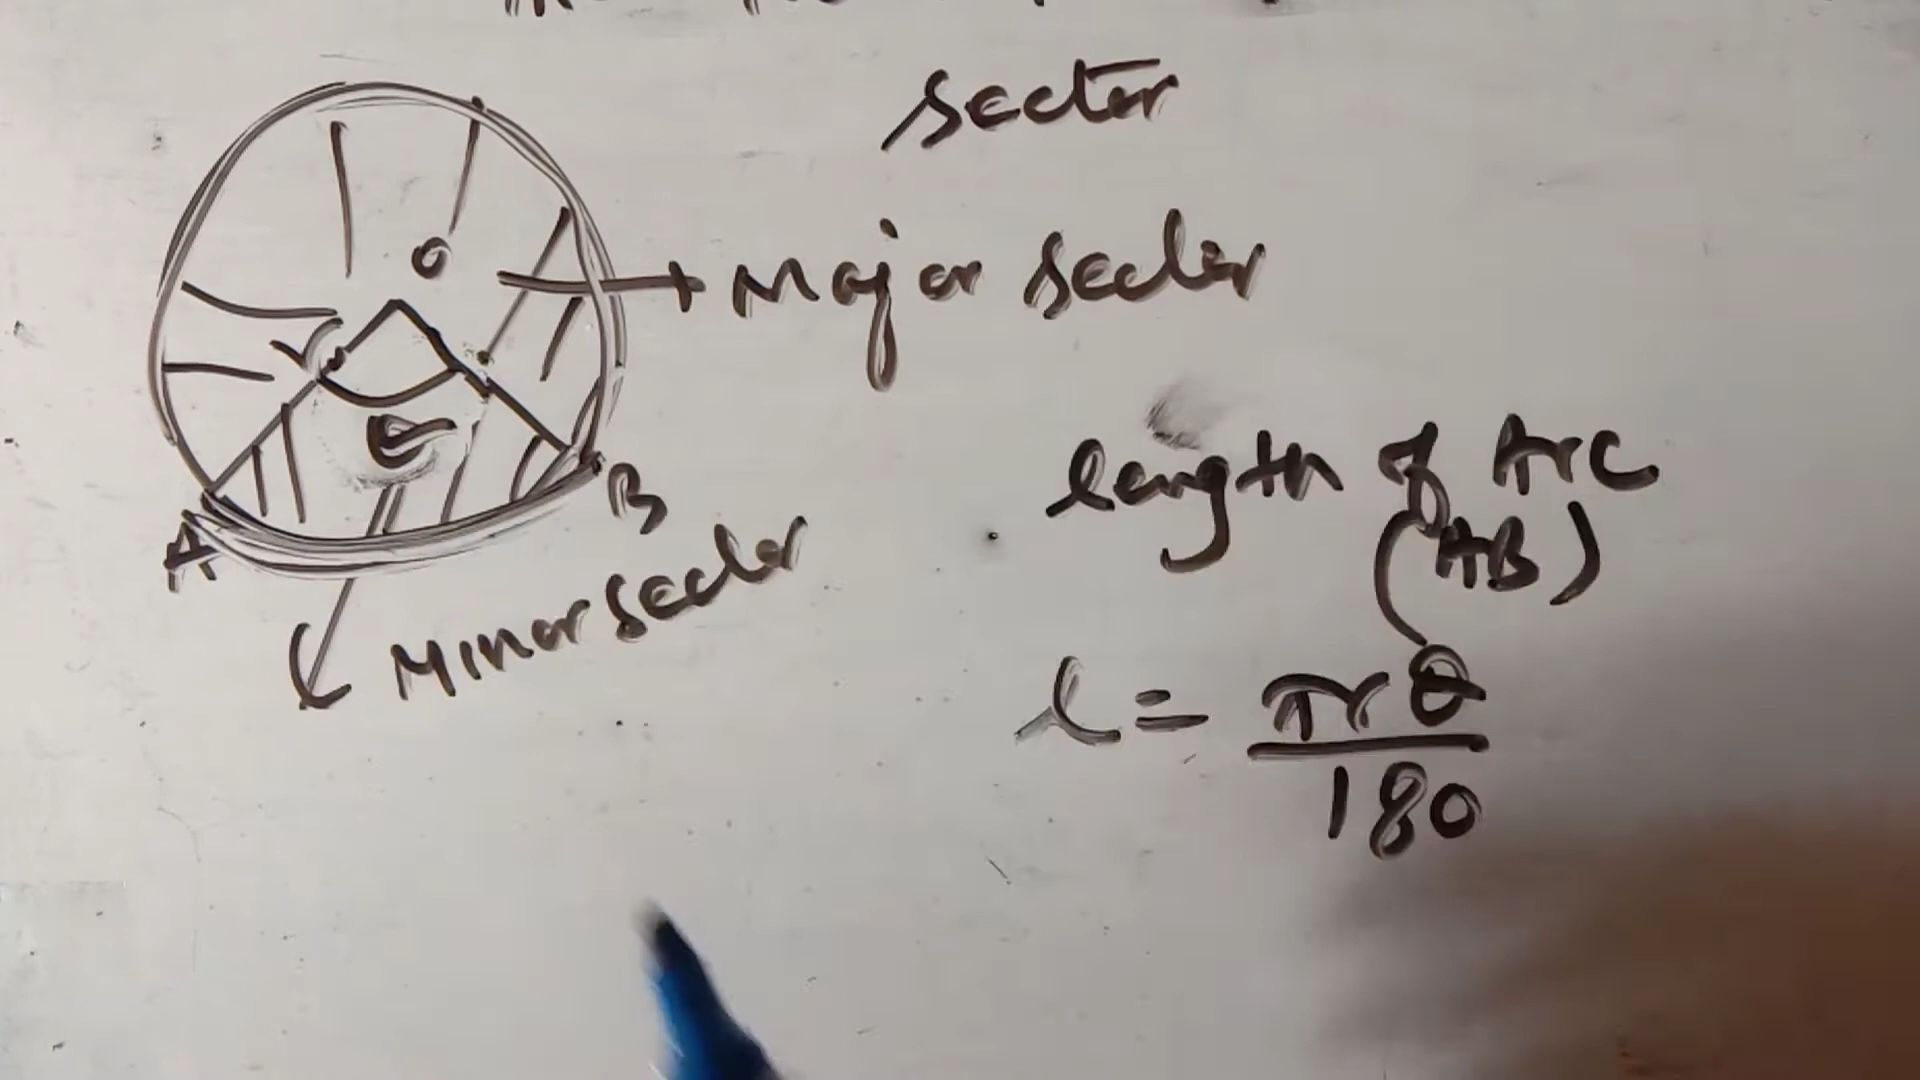 secter
O
Major secter
r
θ
A
B
Minor secter
length of Arc
(AB)
l = πrθ
180